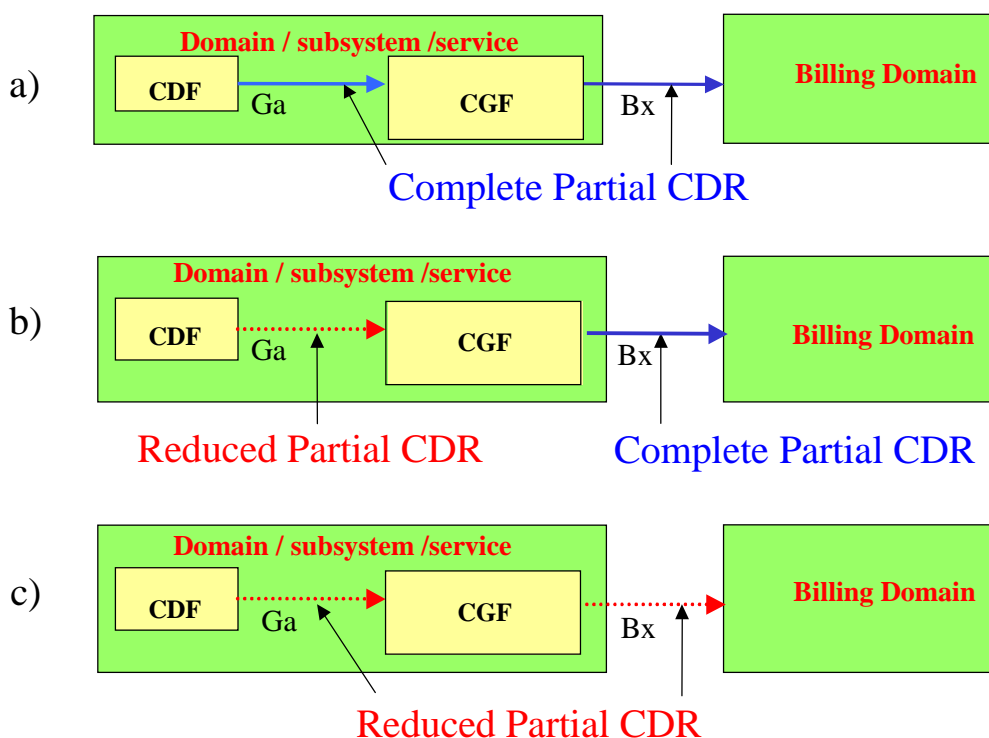 a)
Domain / subsystem /service
CDF
Ga
CGF
Bx
Billing Domain
Complete Partial CDR
b)
Domain / subsystem /service
CDF
Ga
CGF
Bx
Billing Domain
Reduced Partial CDR
Complete Partial CDR
c)
Domain / subsystem /service
CDF
Ga
CGF
Bx
Billing Domain
Reduced Partial CDR